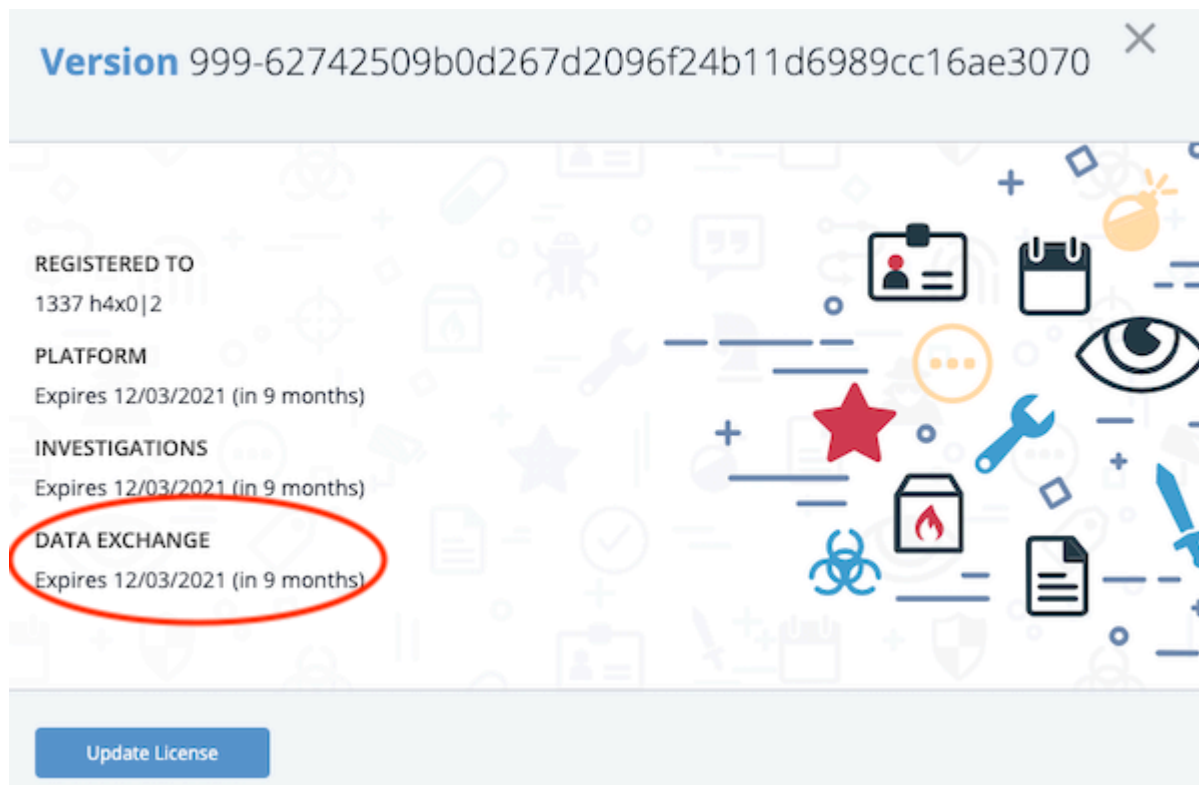 Version 999-62742509b0d267d2096f24b11d6989cc16ae3070
REGISTERED TO
1337 h4x0|2
PLATFORM
Expires 12/03/2021 (in 9 months)
INVESTIGATIONS
Expires 12/03/2021 (in 9 months)
DATA EXCHANGE
Expires 12/03/2021 (in 9 months)
Update License